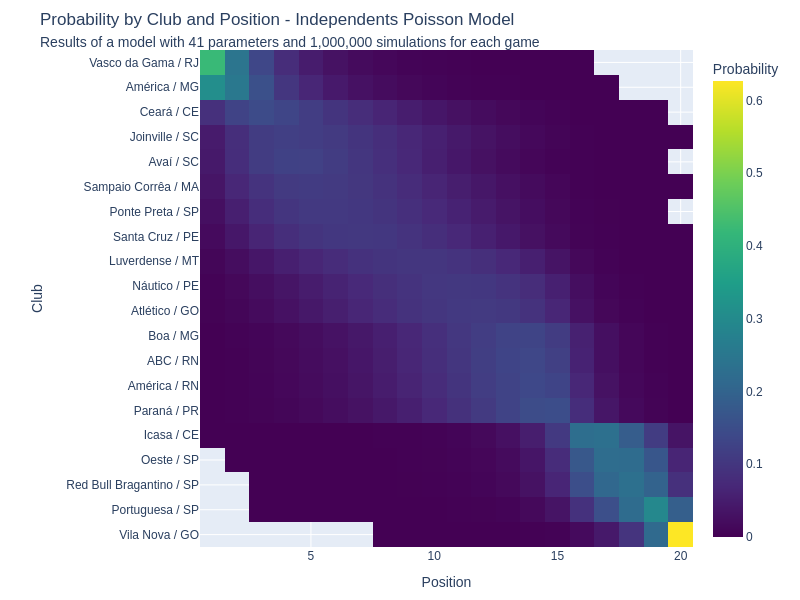 Probability by Club and Position - Independents Poisson Model
Results of a model with 41 parameters and 1,000,000 simulations for each game
Probability
Club
Vasco da Gama / RJ
América / MG
Ceará / CE
Joinville / SC
Avaí / SC
Sampaio Corrêa / MA
Ponte Preta / SP
Santa Cruz / PE
Luverdense / MT
Náutico / PE
Atlético / GO
Boa / MG
ABC / RN
América / RN
Paraná / PR
Icasa / CE
Oeste / SP
Red Bull Bragantino / SP
Portuguesa / SP
Vila Nova / GO
0.6
0.5
0.4
0.3
0.2
0.1
0
5
10
15
20
Position